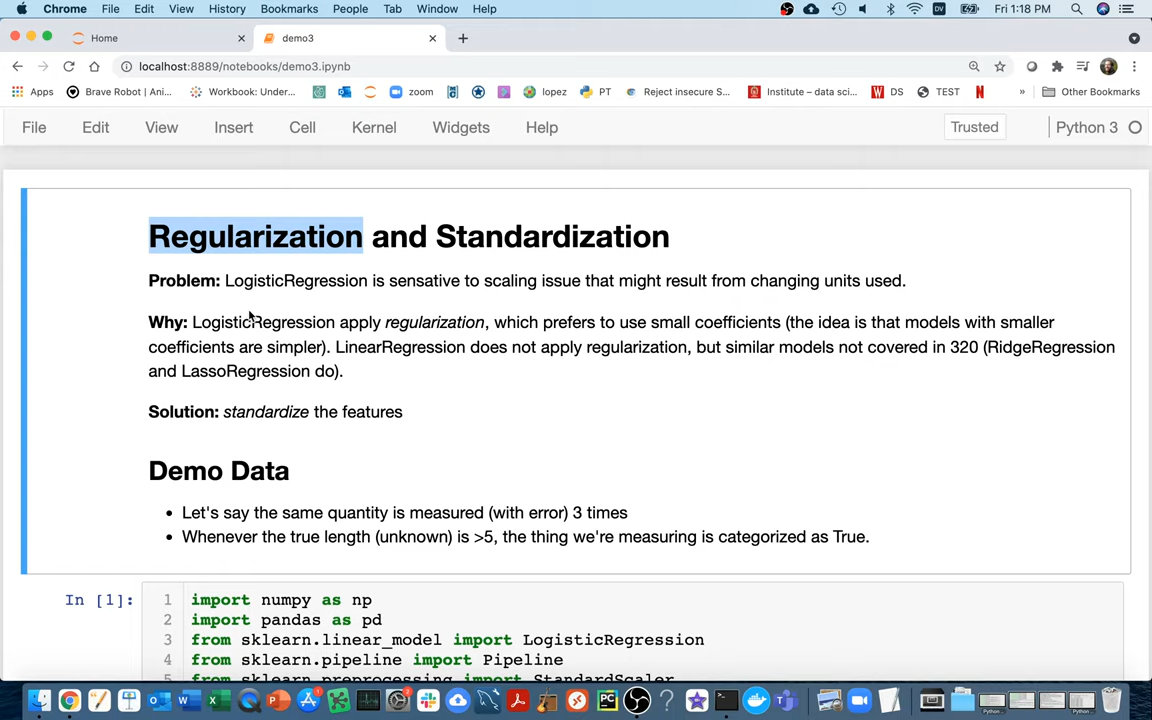 Chrome File Edit View History Bookmarks People Tab Window Help DV Fri 1:18 PM
Home demo3
localhost:8889/notebooks/demo3.ipynb
Apps Brave Robot | Ani... Workbook: Under... zoom lopez PT Reject insecure S... Institute – data sci... DS TEST » Other Bookmarks
File Edit View Insert Cell Kernel Widgets Help Trusted Python 3
Regularization and Standardization
Problem: LogisticRegression is sensative to scaling issue that might result from changing units used.
Why: LogisticRegression apply regularization, which prefers to use small coefficients (the idea is that models with smaller
coefficients are simpler). LinearRegression does not apply regularization, but similar models not covered in 320 (RidgeRegression
and LassoRegression do).
Solution: standardize the features
Demo Data
• Let's say the same quantity is measured (with error) 3 times
• Whenever the true length (unknown) is >5, the thing we're measuring is categorized as True.
In [1]: 1 import numpy as np
2 import pandas as pd
3 from sklearn.linear_model import LogisticRegression
4 from sklearn.pipeline import Pipeline
5 from sklearn.preprocessing import StandardScaler